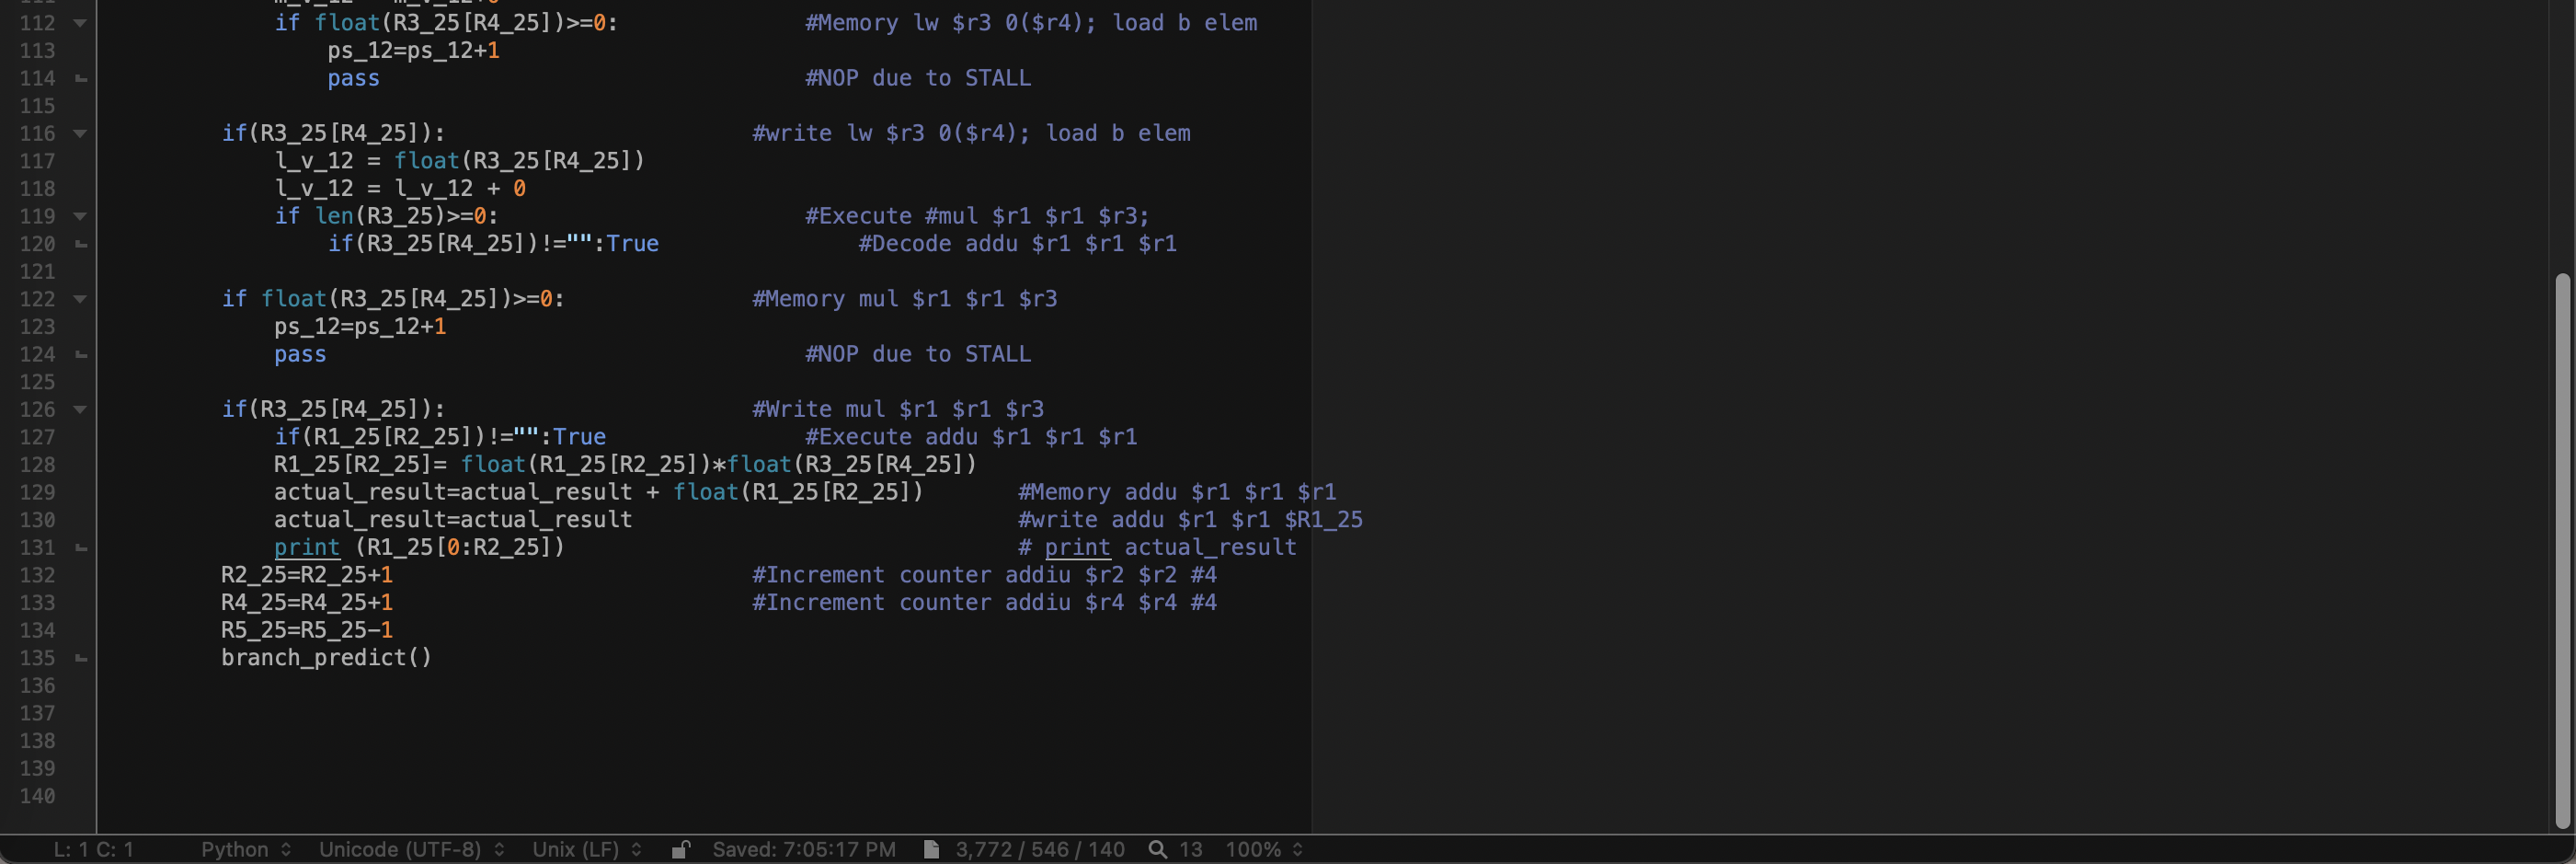 112 if float(R3_25[R4_25])>=0: #Memory lw $r3 0($r4); load b elem
113 ps_12=ps_12+1
114 pass #NOP due to STALL
115
116 if(R3_25[R4_25]): #write lw $r3 0($r4); load b elem
117 l_v_12 = float(R3_25[R4_25])
118 l_v_12 = l_v_12 + 0
119 if len(R3_25)>=0: #Execute #mul $r1 $r1 $r3;
120 if(R3_25[R4_25])!="":True #Decode addu $r1 $r1 $r1
121
122 if float(R3_25[R4_25])>=0: #Memory mul $r1 $r1 $r3
123 ps_12=ps_12+1
124 pass #NOP due to STALL
125
126 if(R3_25[R4_25]): #Write mul $r1 $r1 $r3
127 if(R1_25[R2_25])!="":True #Execute addu $r1 $r1 $r1
128 R1_25[R2_25]= float(R1_25[R2_25])*float(R3_25[R4_25])
129 actual_result=actual_result + float(R1_25[R2_25]) #Memory addu $r1 $r1 $r1
130 actual_result=actual_result #write addu $r1 $r1 $R1_25
131 print (R1_25[0:R2_25]) # print actual_result
132 R2_25=R2_25+1 #Increment counter addiu $r2 $r2 #4
133 R4_25=R4_25+1 #Increment counter addiu $r4 $r4 #4
134 R5_25=R5_25-1
135 branch_predict()
136
137
138
139
140
L: 1 C: 1 Python Unicode (UTF-8) Unix (LF) Saved: 7:05:17 PM 3,772 / 546 / 140 13 100%